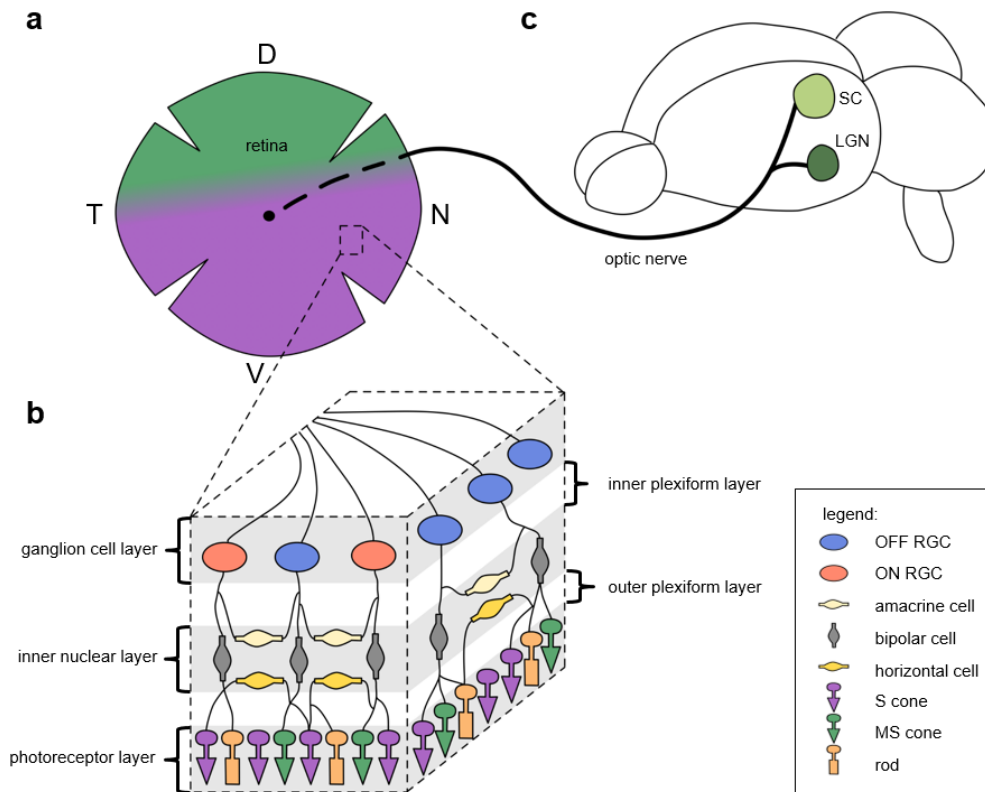 a
D
retina
T
N
V
c
SC
LGN
optic nerve
b
ganglion cell layer
inner nuclear layer
photoreceptor layer
inner plexiform layer
outer plexiform layer
legend:
OFF RGC
ON RGC
amacrine cell
bipolar cell
horizontal cell
S cone
MS cone
rod